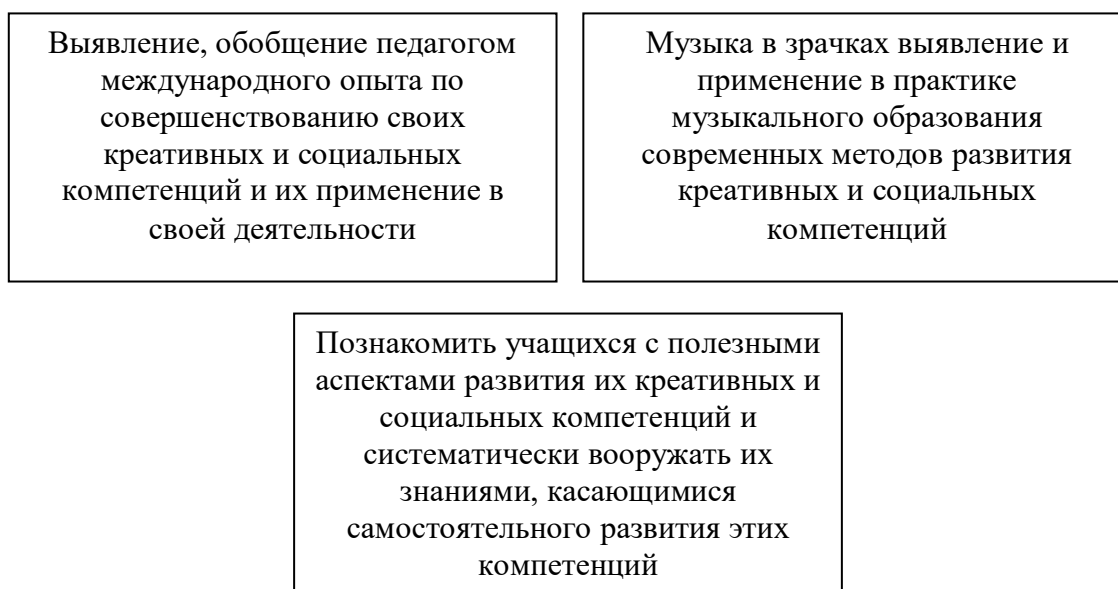 Выявление, обобщение педагогом
международного опыта по
совершенствованию своих
креативных и социальных
компетенций и их применение в
своей деятельности
Музыка в зрачках выявление и
применение в практике
музыкального образования
современных методов развития
креативных и социальных
компетенций
Познакомить учащихся с полезными
аспектами развития их креативных и
социальных компетенций и
систематически вооружать их
знаниями, касающимися
самостоятельного развития этих
компетенций